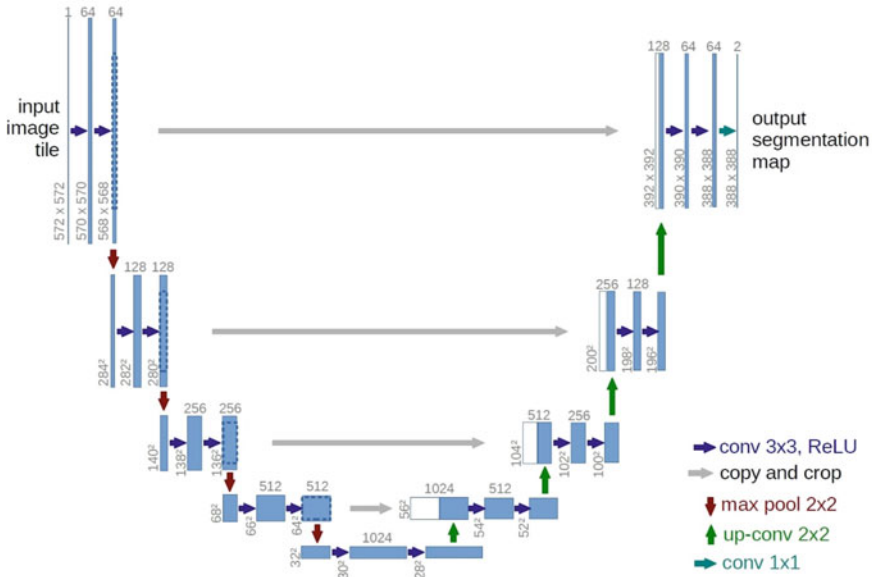 1 64 64
input
image
tile
572 x 572
570 x 570
568 x 568
128 64 64 2
output
segmentation
map
392 x 392
390 x 390
388 x 388
388 x 388
128 128
284²
282²
280²
256 128
200²
198²
196²
256 256
140²
138²
136²
512 256
104²
102²
100²
512 512
68²
66²
64²
1024 512
56²
54²
52²
1024
32²
30²
28²
conv 3x3, ReLU
copy and crop
max pool 2x2
up-conv 2x2
conv 1x1